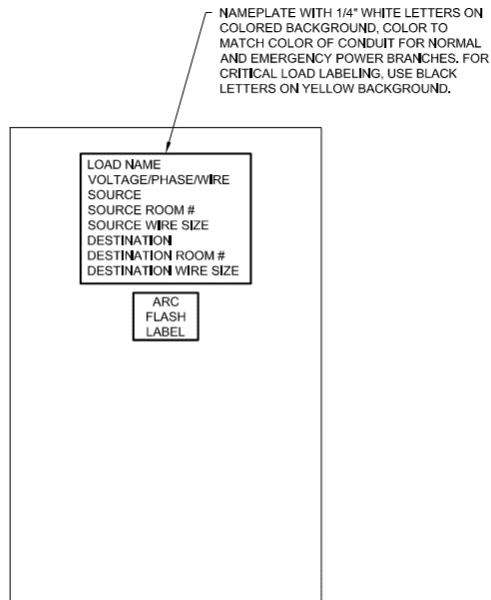 NAMEPLATE WITH 1/4" WHITE LETTERS ON
COLORED BACKGROUND, COLOR TO
MATCH COLOR OF CONDUIT FOR NORMAL
AND EMERGENCY POWER BRANCHES. FOR
CRITICAL LOAD LABELING, USE BLACK
LETTERS ON YELLOW BACKGROUND.
LOAD NAME
VOLTAGE/PHASE/WIRE
SOURCE
SOURCE ROOM #
SOURCE WIRE SIZE
DESTINATION
DESTINATION ROOM #
DESTINATION WIRE SIZE
ARC
FLASH
LABEL